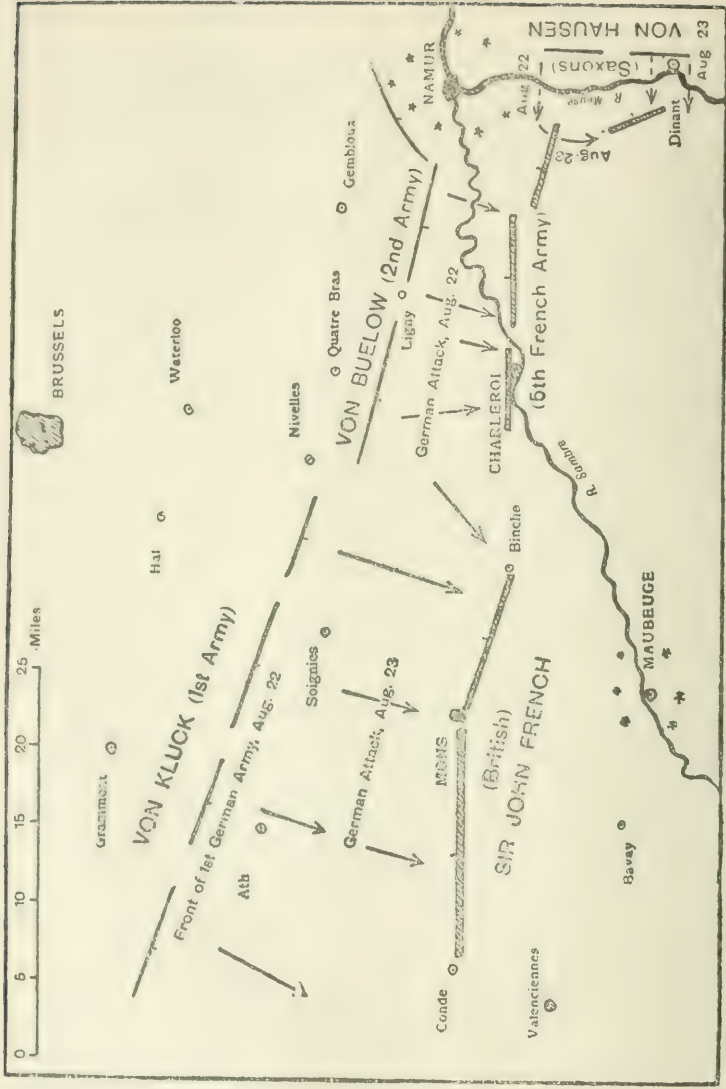 0 5 10 15 20 25
Miles
BRUSSELS
Grammont
Hal
Waterloo
VON KLUCK (1st Army)
Front of 1st German Army, Aug. 22
Ath
Soignies
Nivelles
Quatre Bras
Gembloux
VON BUELOW (2nd Army)
Ligny
NAMUR
German Attack, Aug. 23
German Attack, Aug. 22
Conde
MONS
Binche
CHARLEROI
(5th French Army)
(British)
SIR JOHN FRENCH
Valenciennes
Bavay
MAUBEUGE
R. Sambre
R. Meuse
Aug 22
(Saxons)
VON HAUSEN
Aug. 23
Dinant
Aug 23